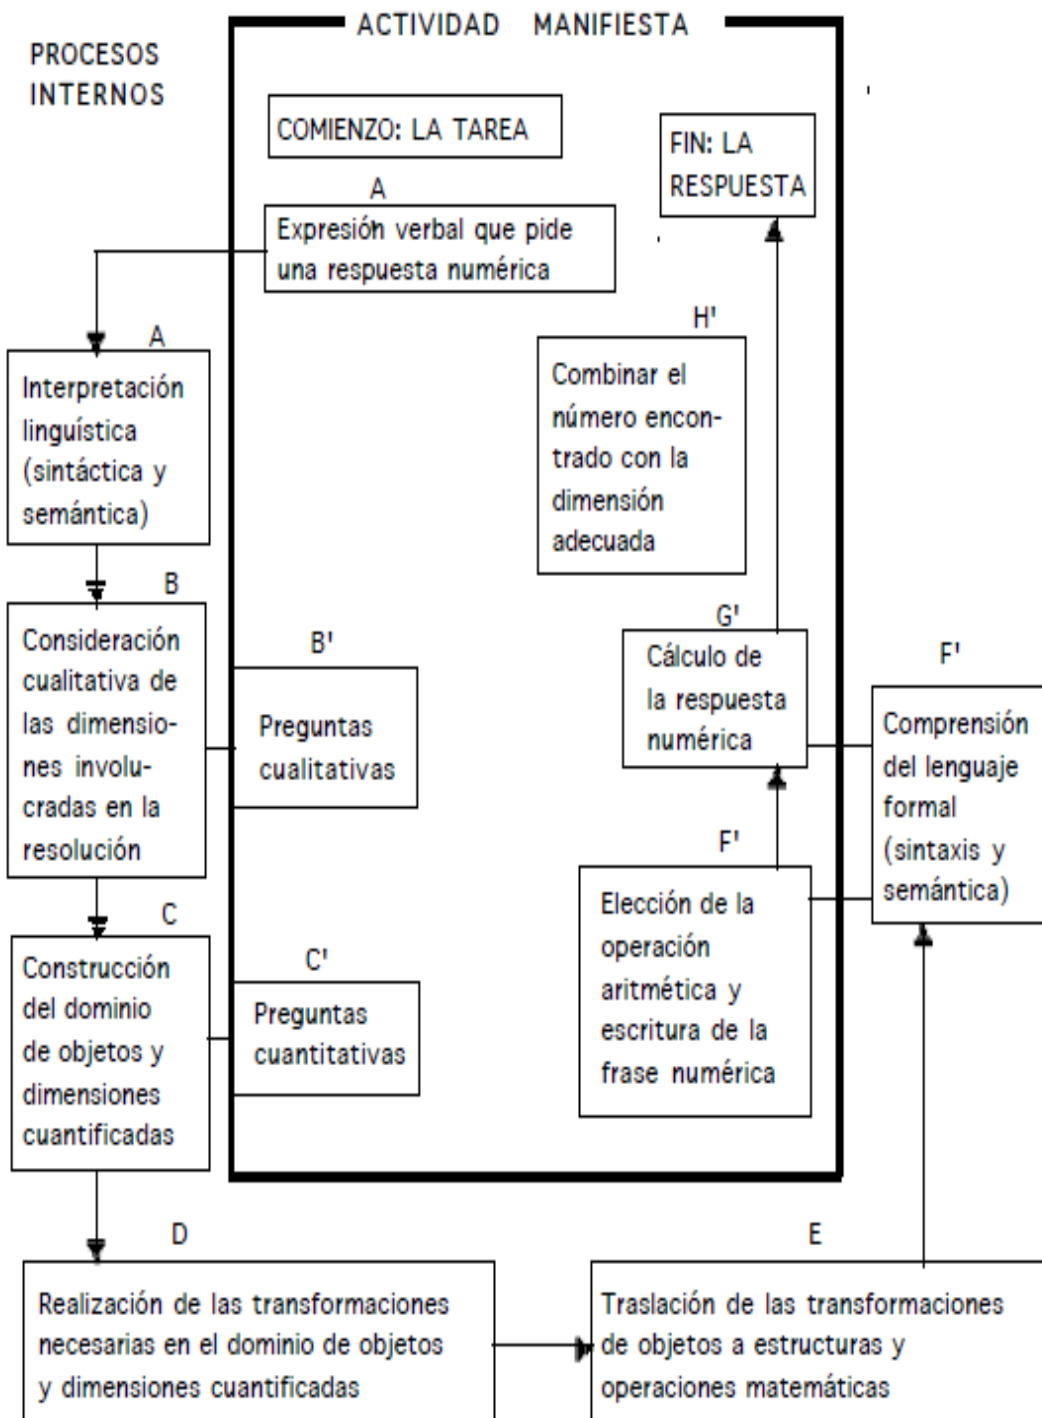 ACTIVIDAD MANIFIESTA
PROCESOS
INTERNOS
COMIENZO: LA TAREA
FIN: LA
RESPUESTA
A
Expresión verbal que pide
una respuesta numérica
A
Interpretación
linguística
(sintáctica y
semántica)
B
Consideración
cualitativa de
las dimensio-
nes involu-
cradas en la
resolución
B'
Preguntas
cualitativas
C
Construcción
del dominio
de objetos y
dimensiones
cuantificadas
C'
Preguntas
cuantitativas
D
Realización de las transformaciones
necesarias en el dominio de objetos
y dimensiones cuantificadas
E
Traslación de las transformaciones
de objetos a estructuras y
operaciones matemáticas
F'
Comprensión
del lenguaje
formal
(sintaxis y
semántica)
F'
Elección de la
operación
aritmética y
escritura de la
frase numérica
G'
Cálculo de
la respuesta
numérica
H'
Combinar el
número encon-
trado con la
dimensión
adecuada